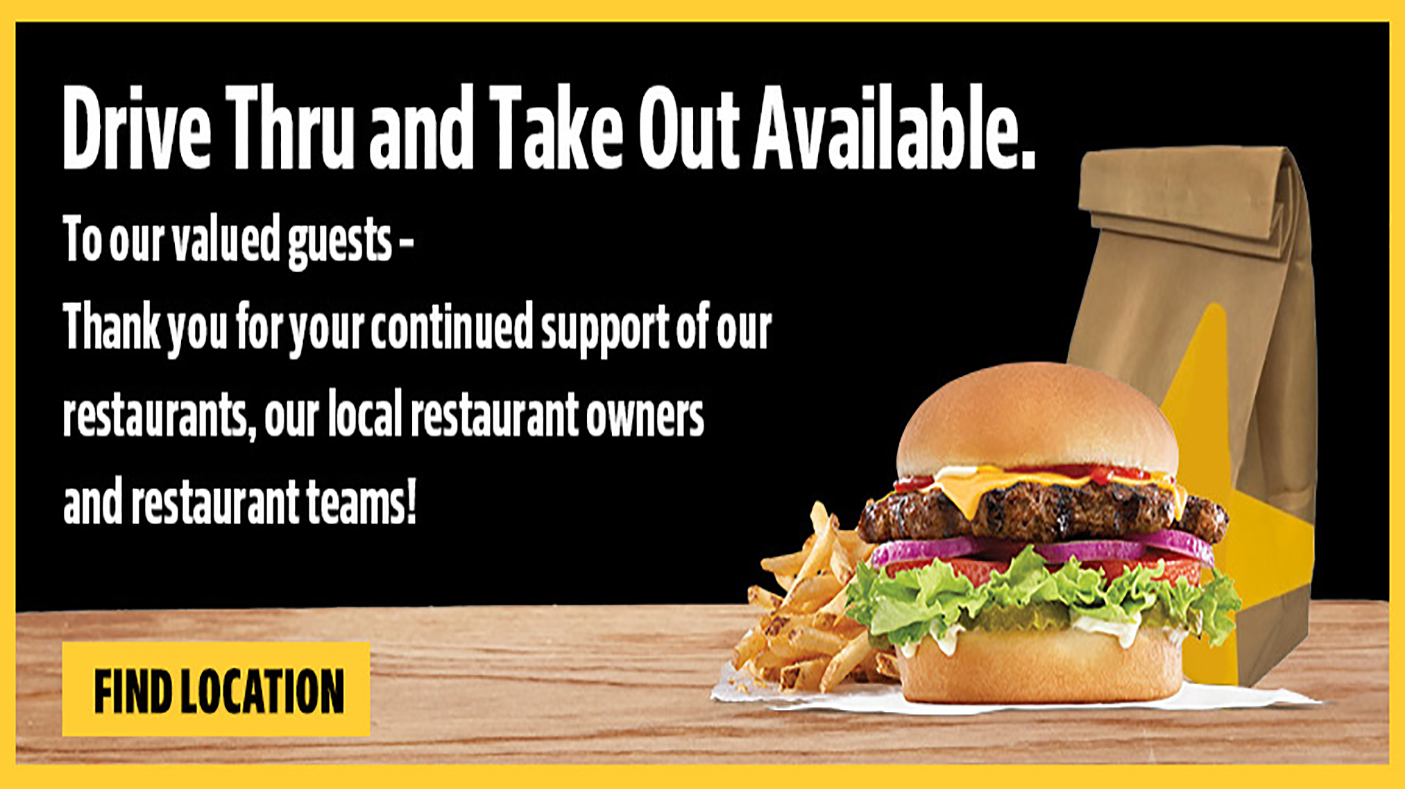 Drive Thru and Take Out Available.
To our valued guests –
Thank you for your continued support of our
restaurants, our local restaurant owners
and restaurant teams!
FIND LOCATION